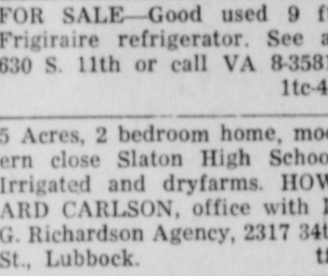 FOR SALE—Good used 9 f
Frigiraire refrigerator. See a
630 S. 11th or call VA 8-358
1tc-4
5 Acres, 2 bedroom home, mod
ern close Slaton High Schoo
Irrigated and dryfarms. HOW
ARD CARLSON, office with
G. Richardson Agency, 2317 34t
St., Lubbock.